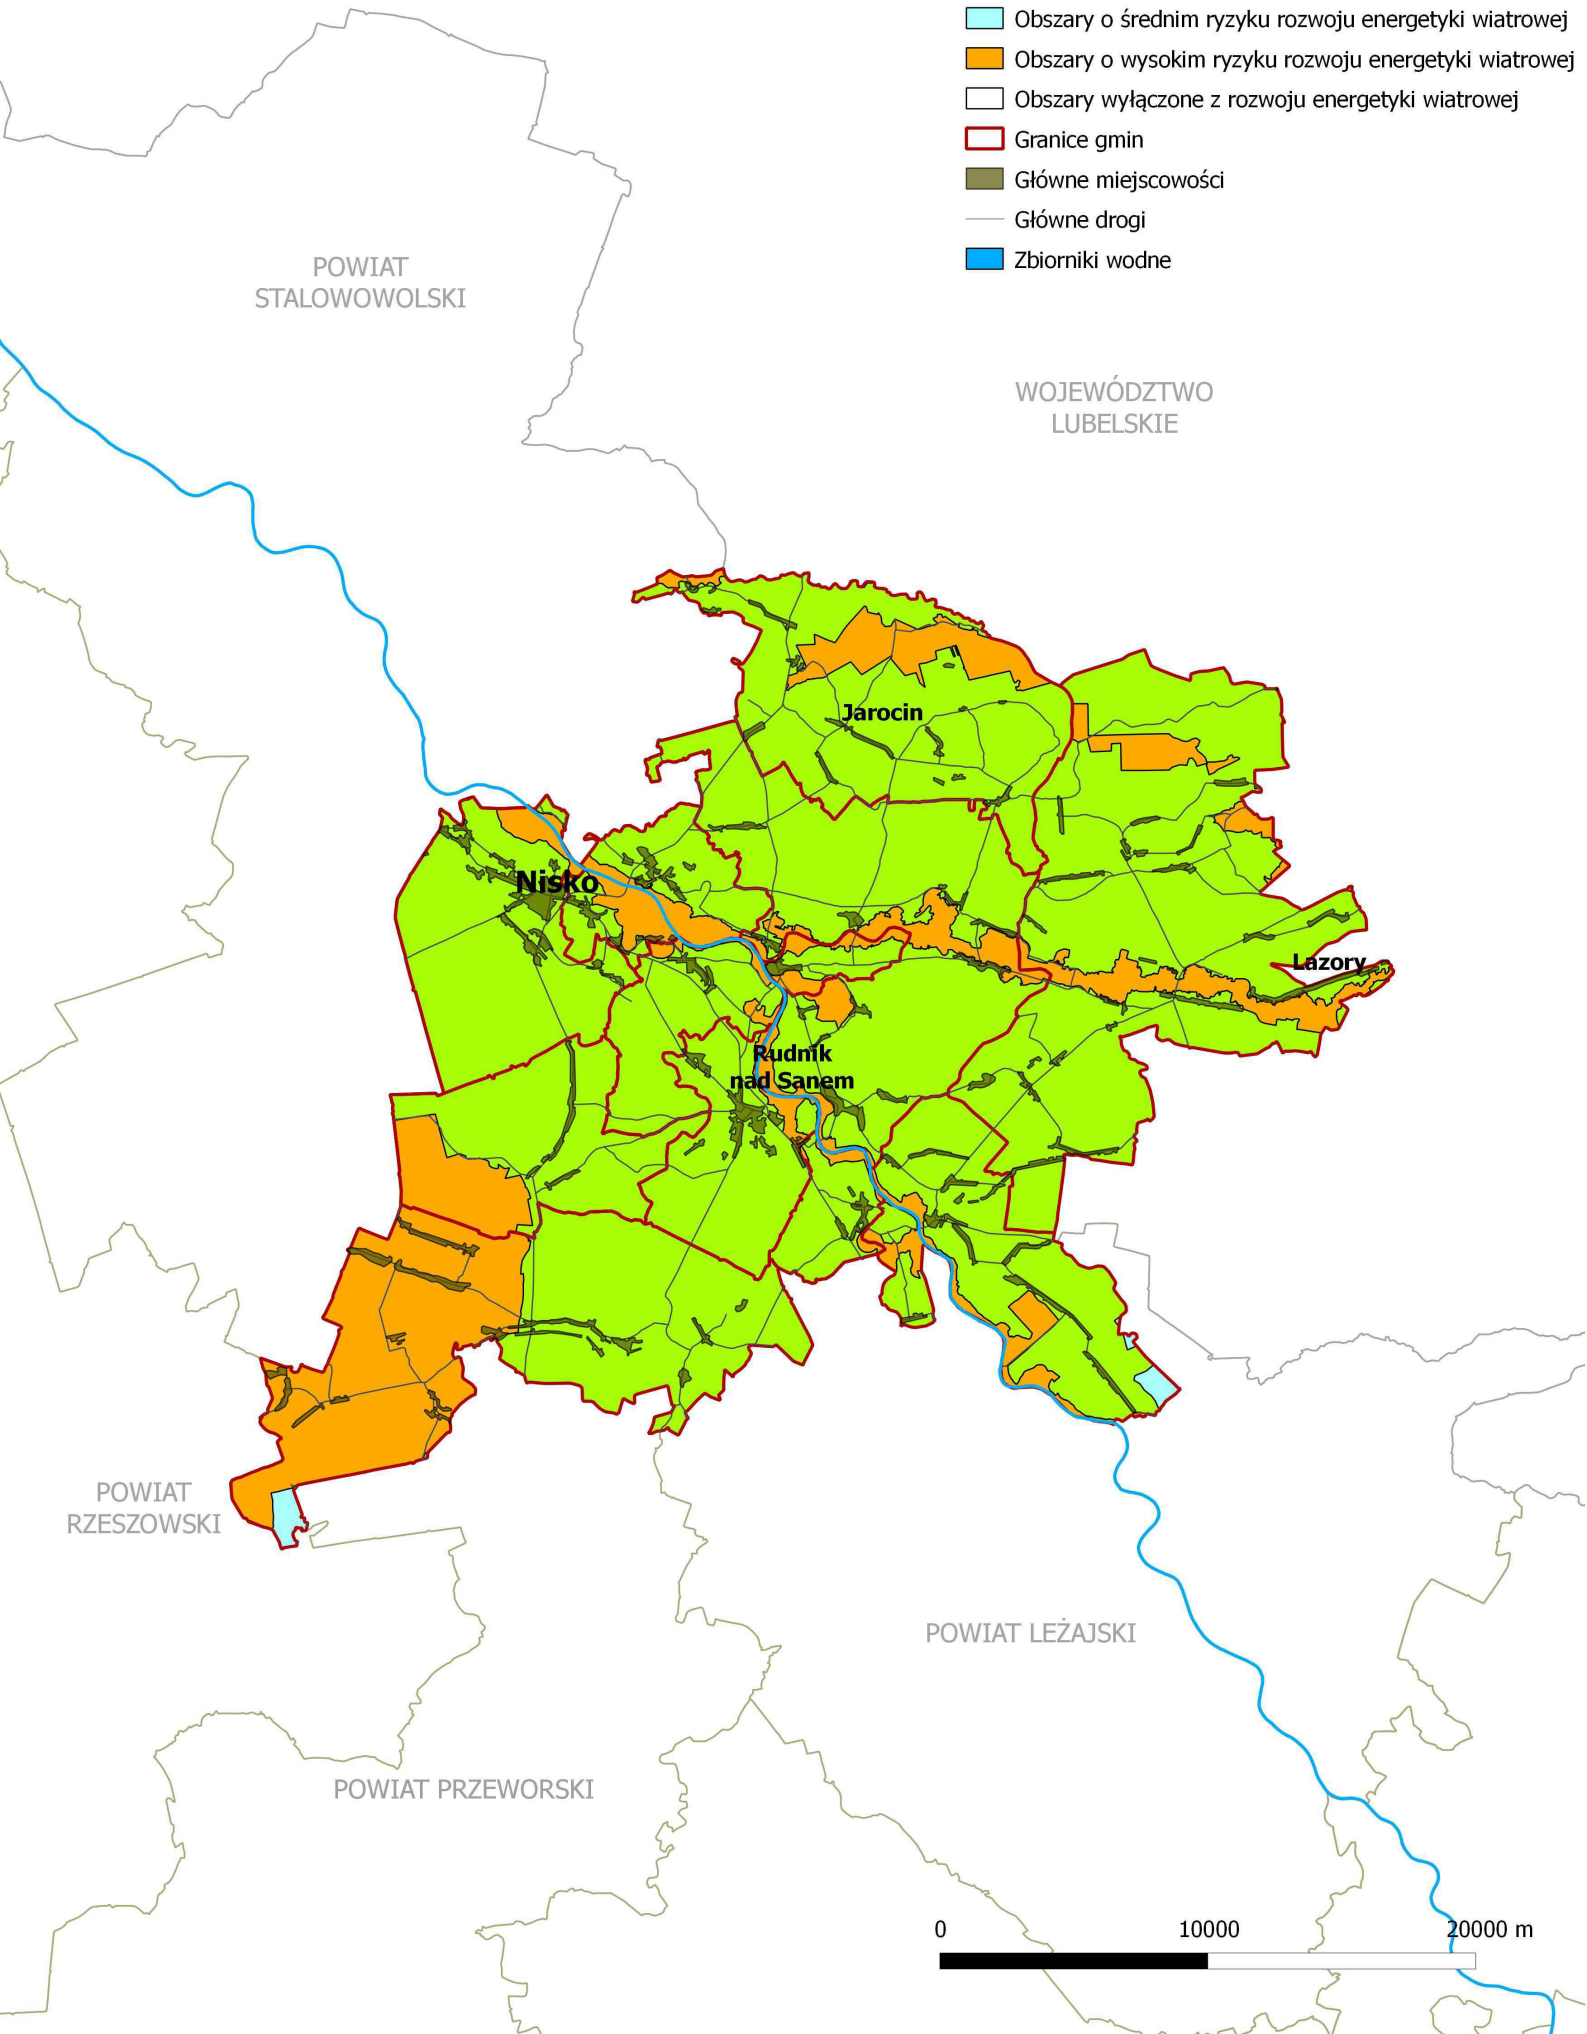 Obszary o średnim ryzyku rozwoju energetyki wiatrowej
Obszary o wysokim ryzyku rozwoju energetyki wiatrowej
Obszary wyłączone z rozwoju energetyki wiatrowej
Granice gmin
Główne miejscowości
Główne drogi
Zbiorniki wodne
POWIAT
STALOWOWOLSKI
WOJEWÓDZTWO
LUBELSKIE
Jarocin
Nisko
Lazory
Rudnik
nad Sanem
POWIAT
RZESZOWSKI
POWIAT LEŻAJSKI
POWIAT PRZEWORSKI
0 10000 20000 m